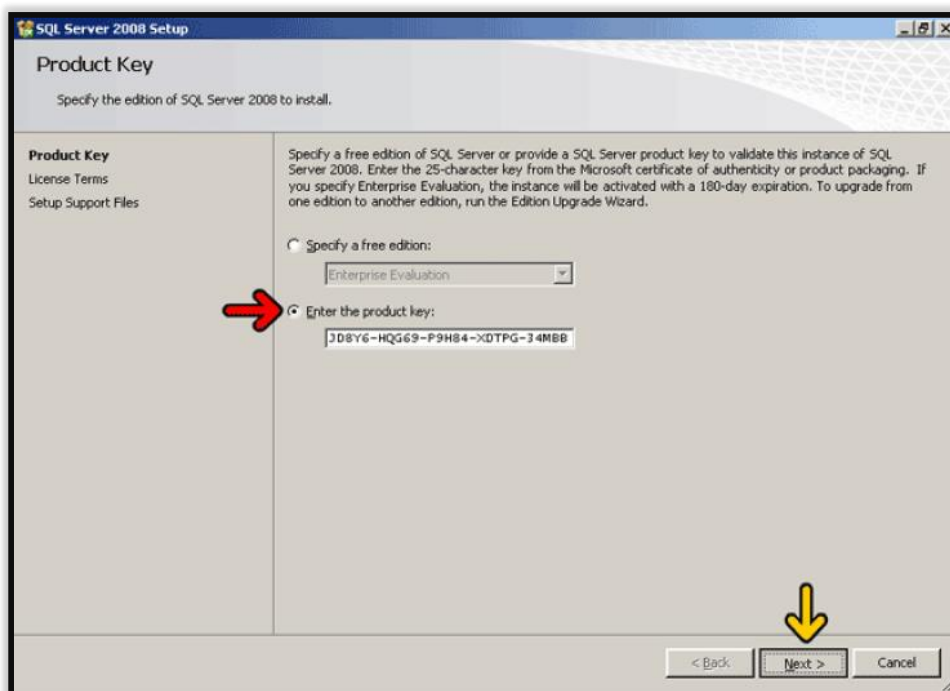 SQL Server 2008 Setup
Product Key
Specify the edition of SQL Server 2008 to install.
Product Key
License Terms
Setup Support Files
Specify a free edition of SQL Server or provide a SQL Server product key to validate this instance of SQL
Server 2008. Enter the 25-character key from the Microsoft certificate of authenticity or product packaging. If
you specify Enterprise Evaluation, the instance will be activated with a 180-day expiration. To upgrade from
one edition to another edition, run the Edition Upgrade Wizard.
Specify a free edition:
Enterprise Evaluation
Enter the product key:
JD8Y6-HQG69-P9H84-XDTPG-34MBB
< Back
Next >
Cancel